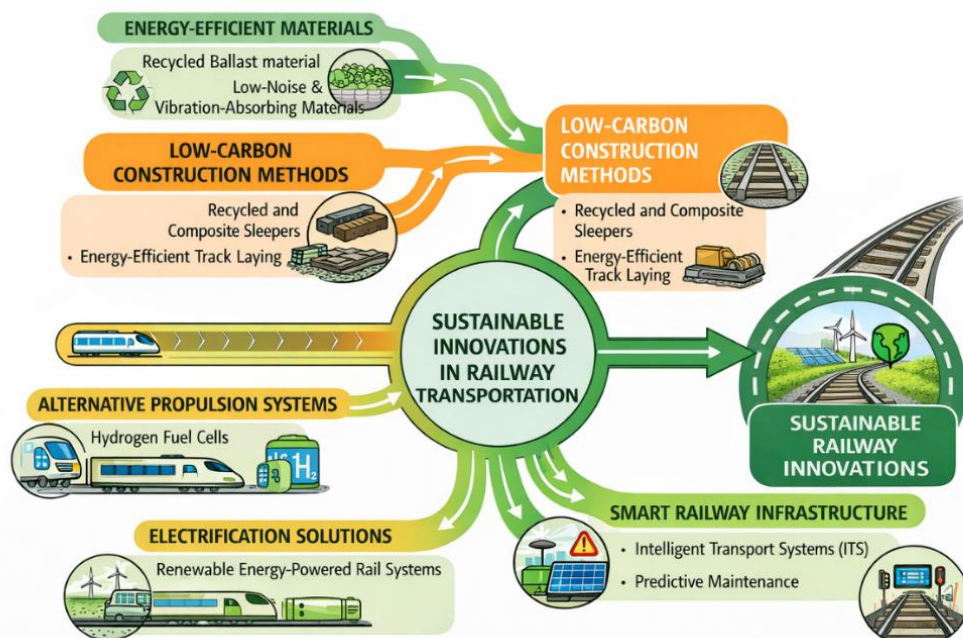 ENERGY-EFFICIENT MATERIALS
Recycled Ballast material
Low-Noise &
Vibration-Absorbing Materials
LOW-CARBON
CONSTRUCTION METHODS
Recycled and
Composite Sleepers
• Energy-Efficient Track Laying
LOW-CARBON
CONSTRUCTION
METHODS
• Recycled and Composite
Sleepers
• Energy-Efficient
Track Laying
SUSTAINABLE
INNOVATIONS
IN RAILWAY
TRANSPORTATION
ALTERNATIVE PROPULSION SYSTEMS
Hydrogen Fuel Cells
H₂
SUSTAINABLE
RAILWAY
INNOVATIONS
ELECTRIFICATION SOLUTIONS
Renewable Energy-Powered Rail Systems
SMART RAILWAY INFRASTRUCTURE
• Intelligent Transport Systems (ITS)
• Predictive Maintenance